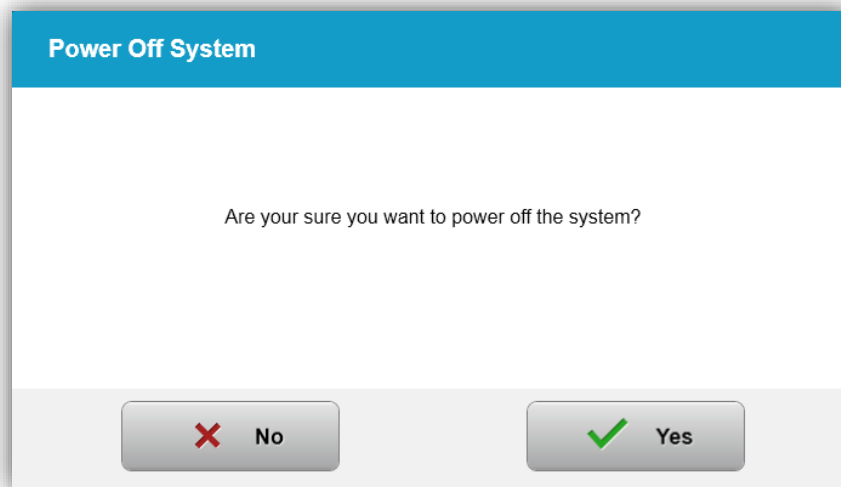 Power Off System
Are your sure you want to power off the system?
No
Yes